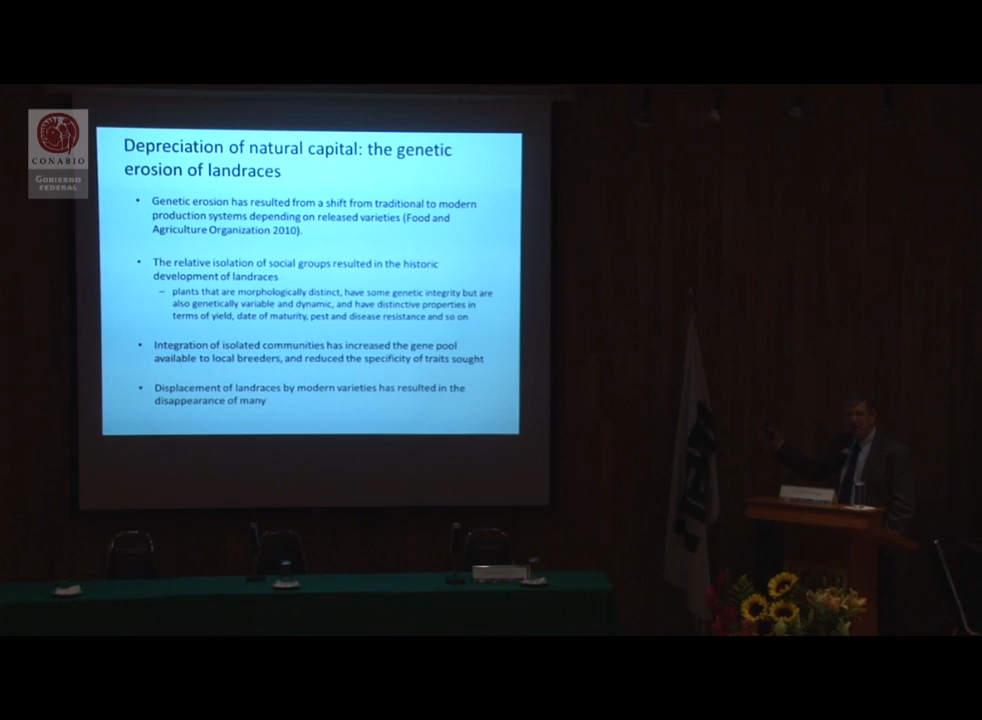 CONABIO
GOBIERNO
FEDERAL
Depreciation of natural capital: the genetic
erosion of landraces
• Genetic erosion has resulted from a shift from traditional to modern
production systems depending on released varieties (Food and
Agriculture Organization 2010).
• The relative isolation of social groups resulted in the historic
development of landraces
– plants that are morphologically distinct, have some genetic integrity but are
also genetically variable and dynamic, and have distinctive properties in
terms of yield, date of maturity, pest and disease resistance and so on
• Integration of isolated communities has increased the gene pool
available to local breeders, and reduced the specificity of traits sought
• Displacement of landraces by modern varieties has resulted in the
disappearance of many